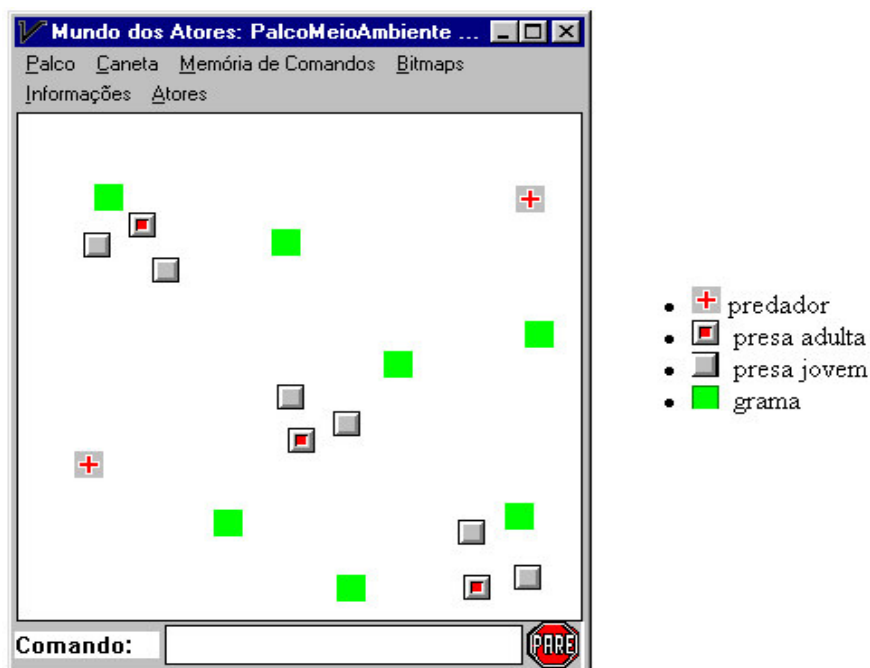 Mundo dos Atores: PalcoMeioAmbiente ...
Palco Caneta Memória de Comandos Bitmaps
Informações Atores
predador
presa adulta
presa jovem
grama
Comando:
PARE